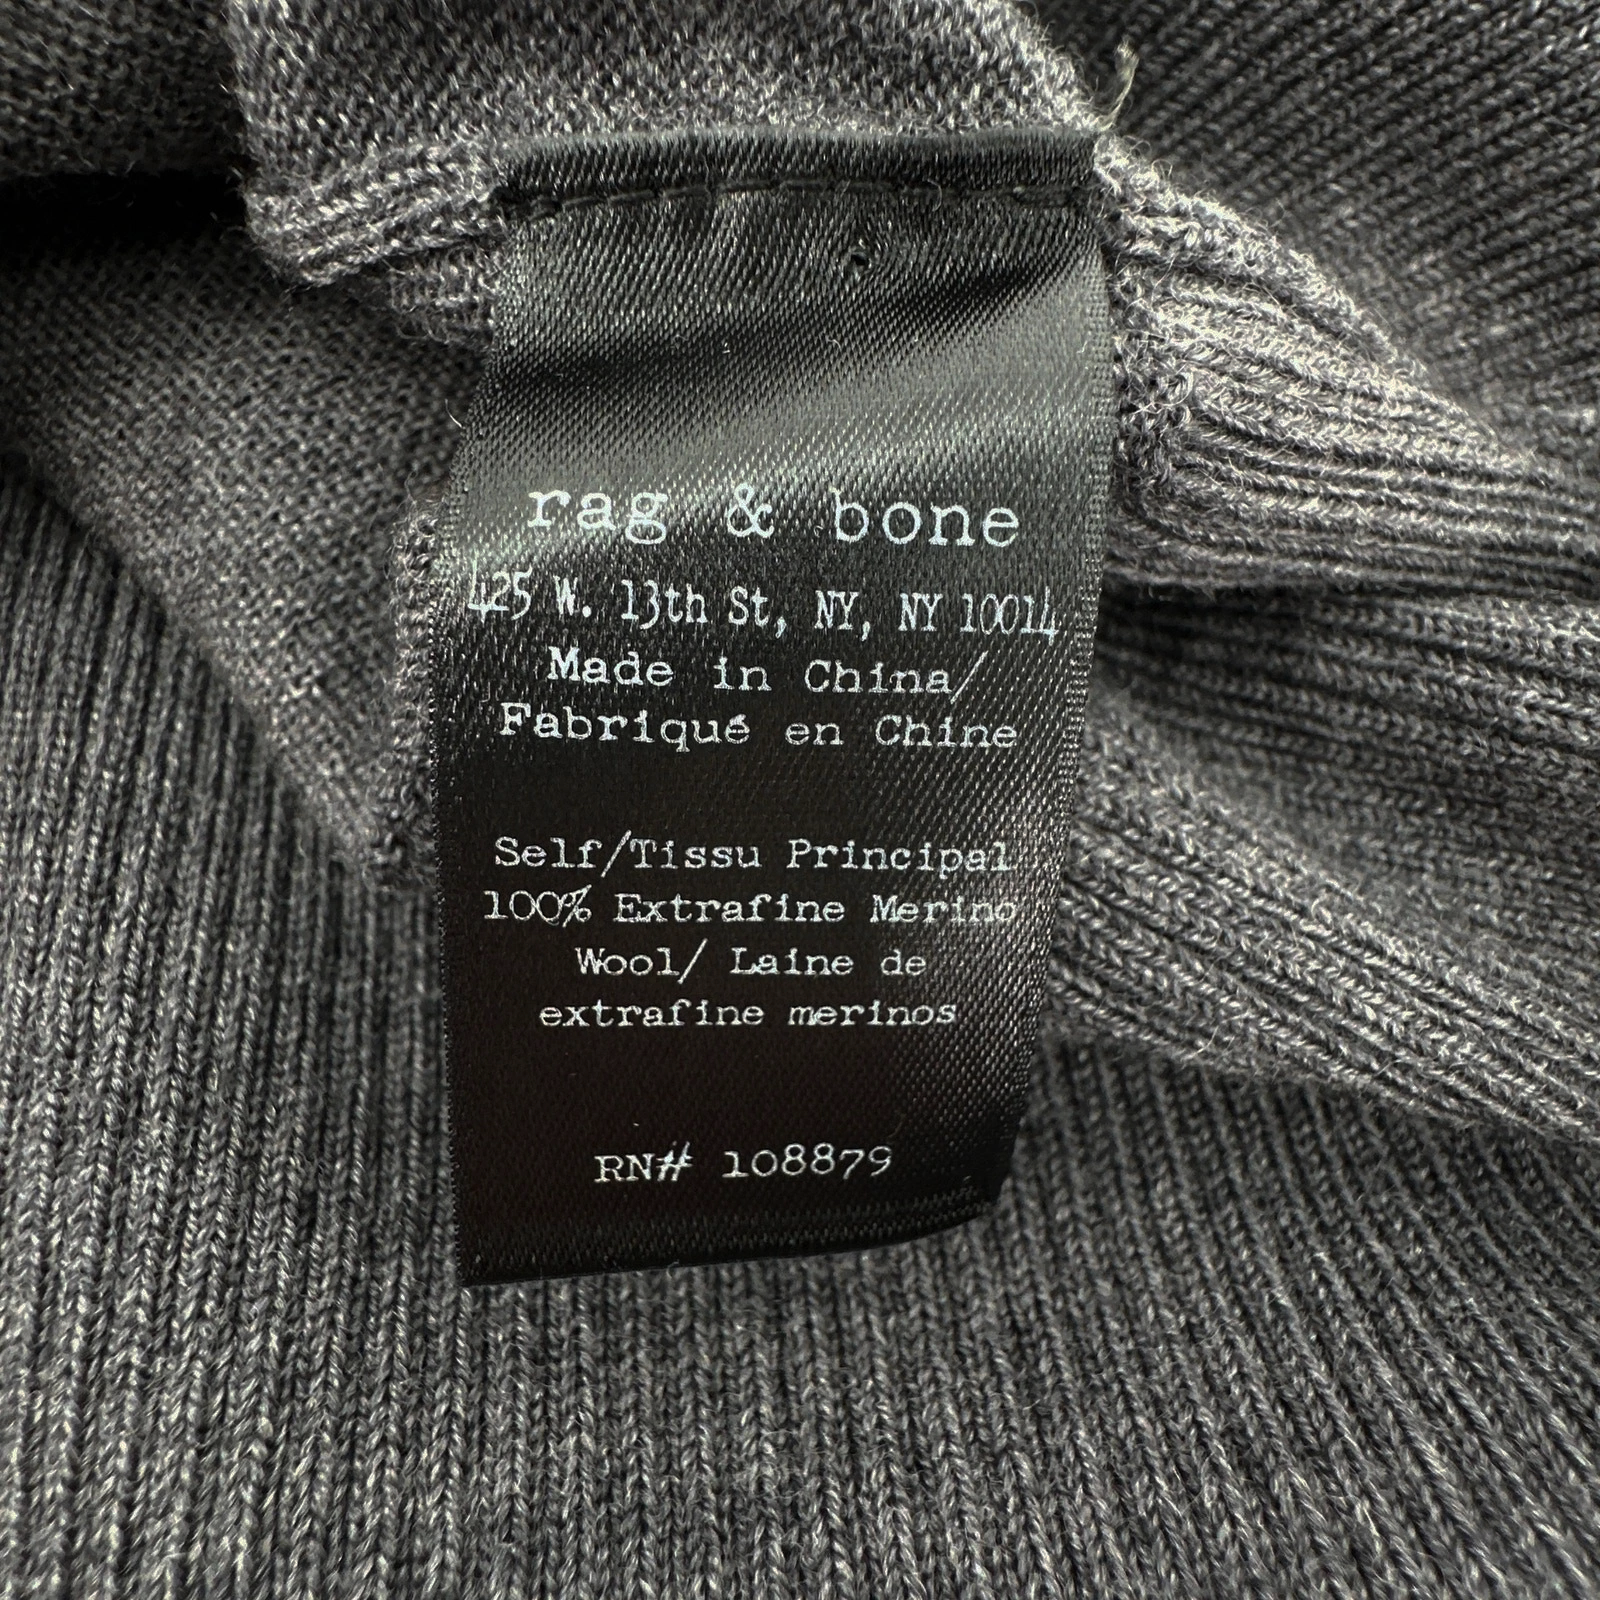 rag & bone
425 W. 13th St, NY, NY 10014
Made in China/
Fabriqué en Chine
Self/Tissu Principal
100% Extrafine Merino
Wool/ Laine de
extrafine merinos
RN# 108879